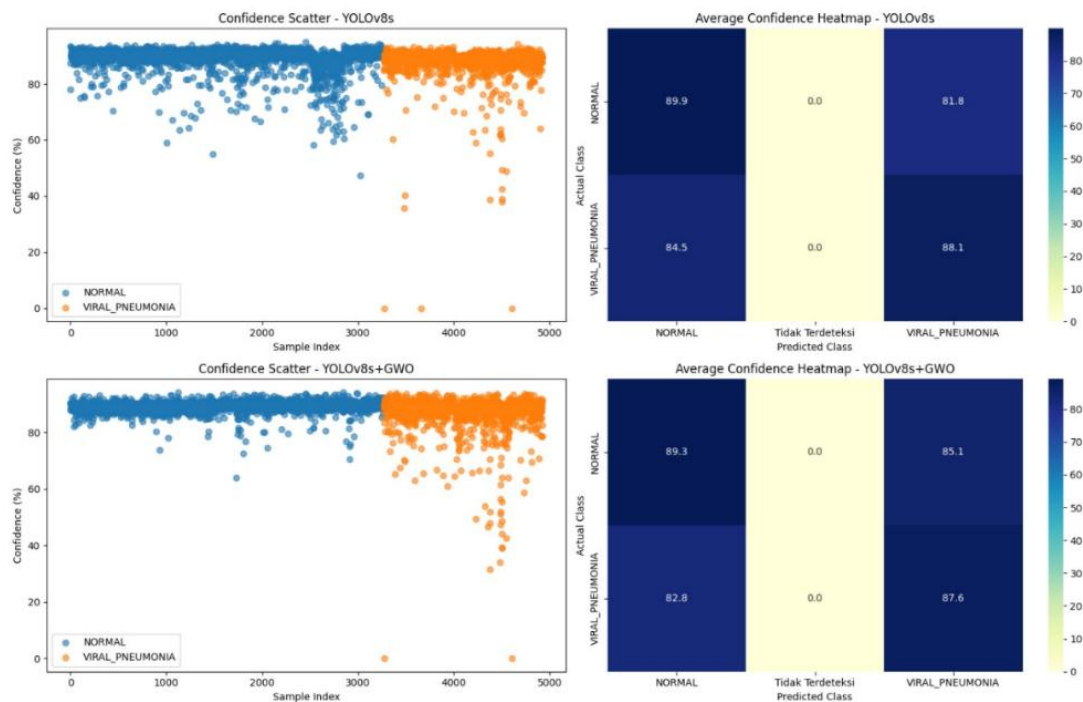 Confidence Scatter - YOLOv8s
Confidence (%)
80
60
40
20
0
NORMAL
VIRAL_PNEUMONIA
0 1000 2000 3000 4000 5000
Sample Index
Average Confidence Heatmap - YOLOv8s
Actual Class
NORMAL
VIRAL_PNEUMONIA
89.9 0.0 81.8
84.5 0.0 88.1
NORMAL Tidak Terdeteksi VIRAL_PNEUMONIA
Predicted Class
80
70
60
50
40
30
20
10
0
Confidence Scatter - YOLOv8s+GWO
Confidence (%)
80
60
40
20
0
NORMAL
VIRAL_PNEUMONIA
0 1000 2000 3000 4000 5000
Sample Index
Average Confidence Heatmap - YOLOv8s+GWO
Actual Class
NORMAL
VIRAL_PNEUMONIA
89.3 0.0 85.1
82.8 0.0 87.6
NORMAL Tidak Terdeteksi VIRAL_PNEUMONIA
Predicted Class
80
70
60
50
40
30
20
10
0